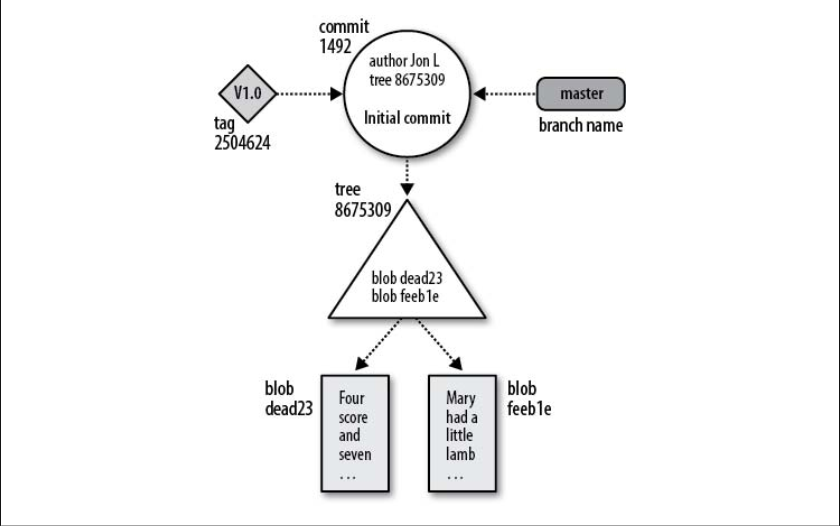 commit
1492
author Jon L
tree 8675309
Initial commit
V1.0
tag
2504624
master
branch name
tree
8675309
blob dead23
blob feeb1e
blob
dead23
Four
score
and
seven
...
Mary
had a
little
lamb
...
blob
feeb1e